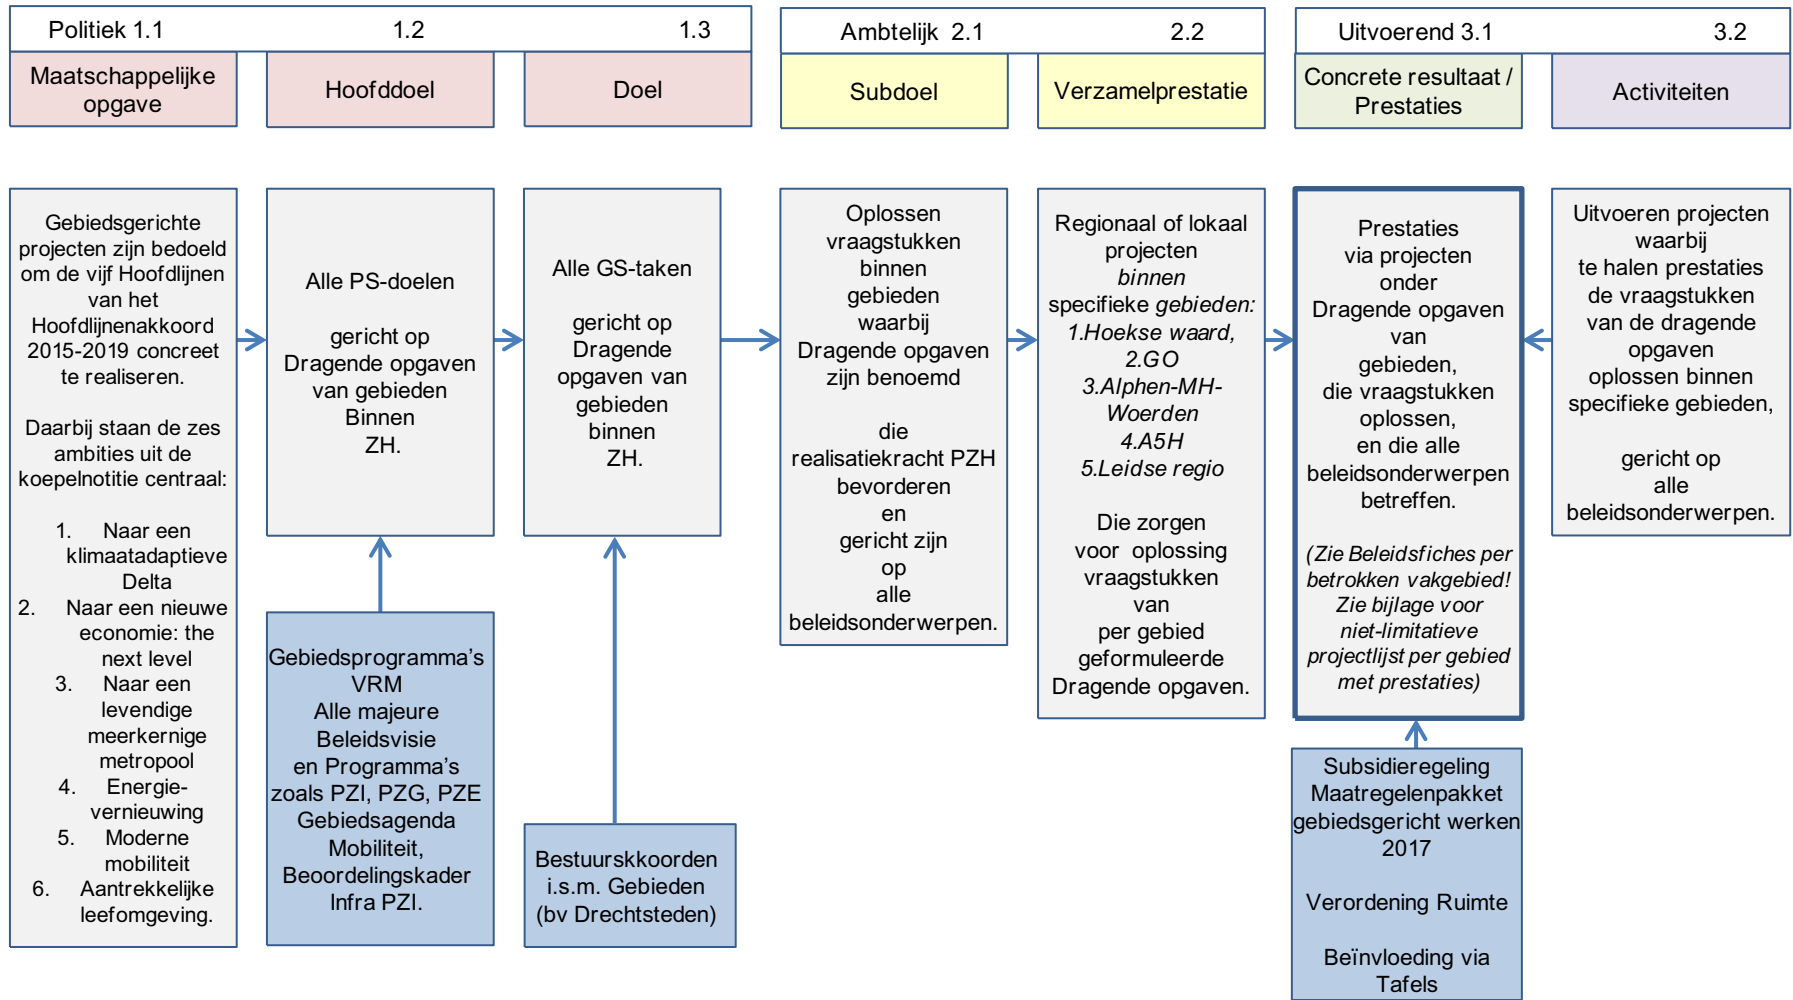 Politiek 1.1 1.2 1.3
Ambtelijk 2.1 2.2
Uitvoerend 3.1 3.2
Maatschappelijke
opgave
Hoofddoel
Doel
Subdoel
Verzamelprestatie
Concrete resultaat /
Prestaties
Activiteiten
Gebiedsgerichte
projecten zijn bedoeld
om de vijf Hoofdlijnen
van het
Hoofdlijnenakkoord
2015-2019 concreet
te realiseren.
Daarbij staan de zes
ambities uit de
koepelnotitie centraal:
1. Naar een
klimaatadaptieve
Delta
2. Naar een nieuwe
economie: the
next level
3. Naar een
levendige
meerkernige
metropool
4. Energie-
vernieuwing
5. Moderne
mobiliteit
6. Aantrekkelijke
leefomgeving.
Alle PS-doelen
gericht op
Dragende opgaven
van gebieden
Binnen
ZH.
Gebiedsprogramma's
VRM
Alle majeure
Beleidsvisie
en Programma's
zoals PZI, PZG, PZE
Gebiedsagenda
Mobiliteit,
Beoordelingskader
Infra PZI.
Alle GS-taken
gericht op
Dragende
opgaven van
gebieden
binnen
ZH.
Bestuurskkoorden
i.s.m. Gebieden
(bv Drechtsteden)
Oplossen
vraagstukken
binnen
gebieden
waarbij
Dragende opgaven
zijn benoemd
die
realisatiekracht PZH
bevorderen
en
gericht zijn
op
alle
beleidsonderwerpen.
Regionaal of lokaal
projecten
binnen
specifieke gebieden:
1.Hoekse waard,
2.GO
3.Alphen-MH-
Woerden
4.A5H
5.Leidse regio
Die zorgen
voor oplossing
vraagstukken
van
per gebied
geformuleerde
Dragende opgaven.
Prestaties
via projecten
onder
Dragende opgaven
van
gebieden,
die vraagstukken
oplossen,
en die alle
beleidsonderwerpen
betreffen.
(Zie Beleidsfiches per
betrokken vakgebied!
Zie bijlage voor
niet-limitatieve
projectlijst per gebied
met prestaties)
Subsidieregeling
Maatregelenpakket
gebiedsgericht werken
2017
Verordening Ruimte
Beïnvloeding via
Tafels
Uitvoeren projecten
waarbij
te halen prestaties
de vraagstukken
van de dragende
opgaven
oplossen binnen
specifieke gebieden,
gericht op
alle
beleidsonderwerpen.